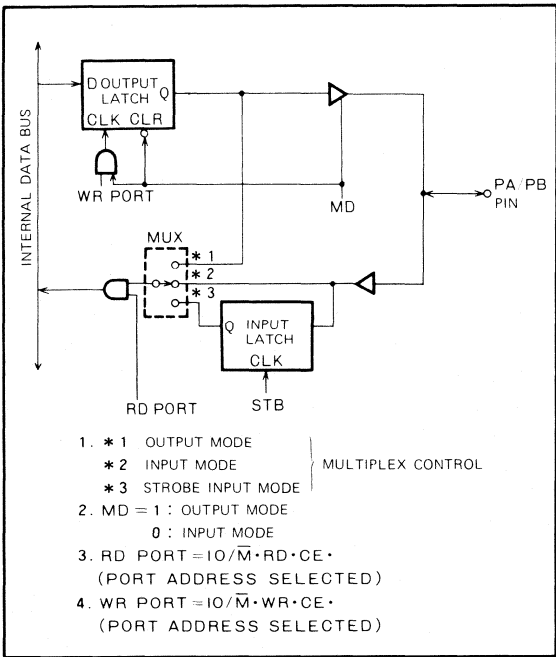 INTERNAL DATA BUS
D OUTPUT Q
LATCH
CLK CLR
WR PORT
MD
PA/PB
PIN
MUX
* 1
* 2
* 3
Q INPUT
LATCH
CLK
RD PORT
STB
1. * 1 OUTPUT MODE
* 2 INPUT MODE
MULTIPLEX CONTROL
* 3 STROBE INPUT MODE
2. MD = 1 : OUTPUT MODE
0 : INPUT MODE
3. RD PORT = IO/M̅·RD·CE·
(PORT ADDRESS SELECTED)
4. WR PORT = IO/M̅·WR·CE·
(PORT ADDRESS SELECTED)